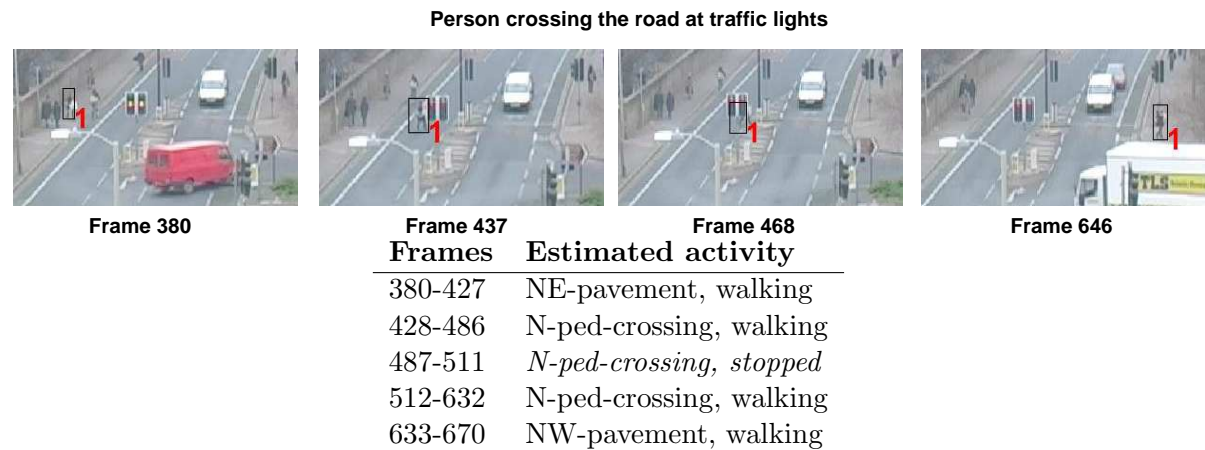 Person crossing the road at traffic lights
1
1
1
1
TLS
Frame 380
Frame 437
Frame 468
Frame 646
Frames Estimated activity
380-427 NE-pavement, walking
428-486 N-ped-crossing, walking
487-511 N-ped-crossing, stopped
512-632 N-ped-crossing, walking
633-670 NW-pavement, walking